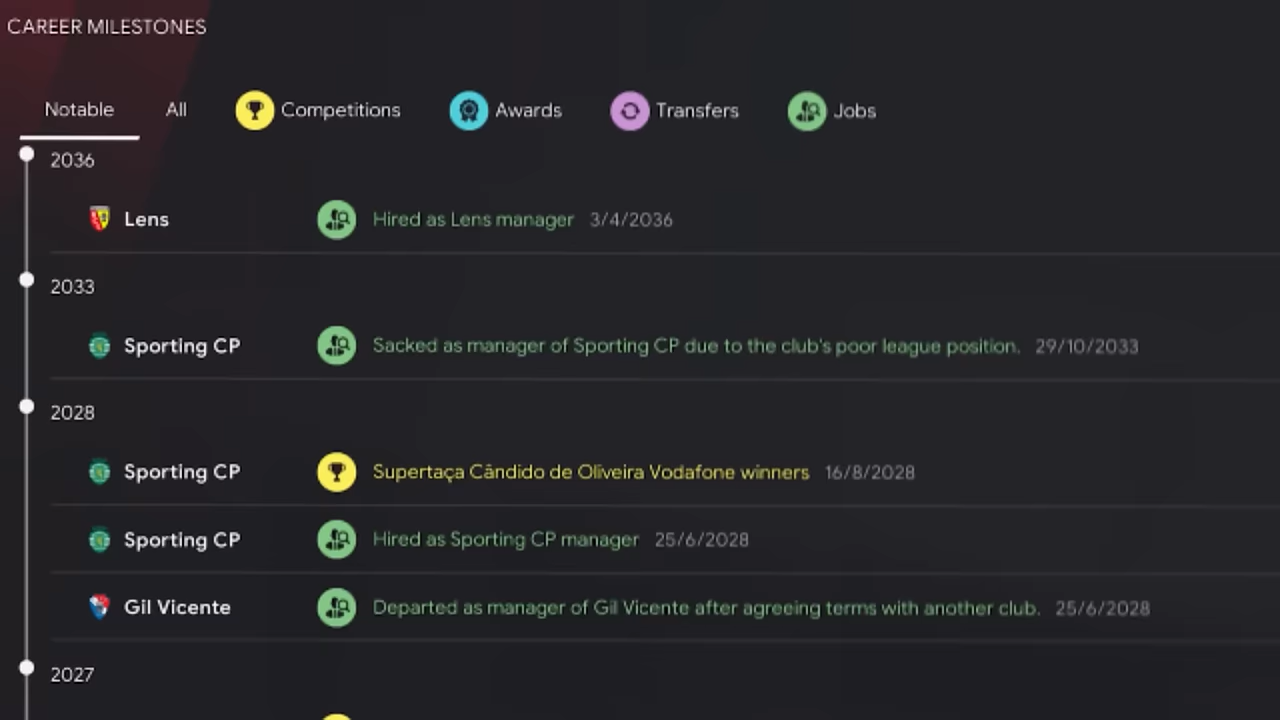 CAREER MILESTONES
Notable All Competitions Awards Transfers Jobs
2036
Lens Hired as Lens manager 3/4/2036
2033
Sporting CP Sacked as manager of Sporting CP due to the club's poor league position. 29/10/2033
2028
Sporting CP Supertaça Cândido de Oliveira Vodafone winners 16/8/2028
Sporting CP Hired as Sporting CP manager 25/6/2028
Gil Vicente Departed as manager of Gil Vicente after agreeing terms with another club. 25/6/2028
2027